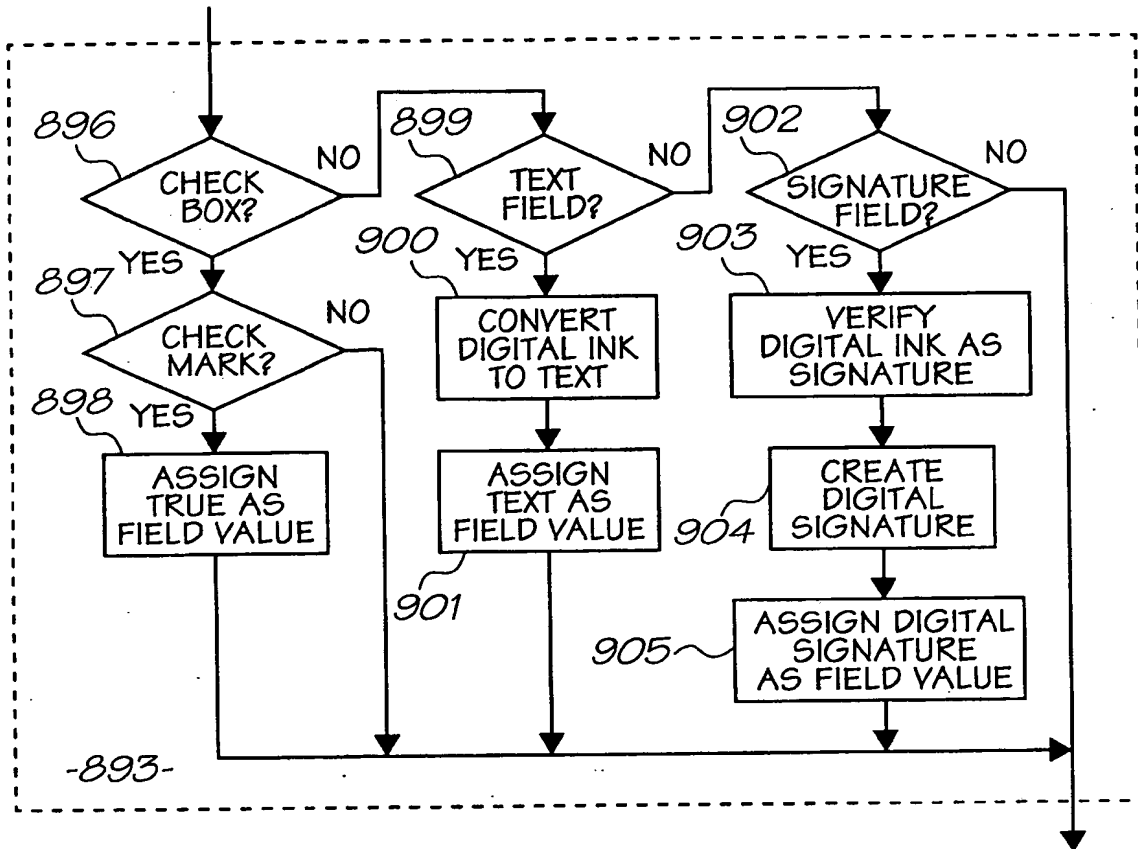 896
CHECK
BOX?
NO
YES
897
CHECK
MARK?
NO
YES
898
ASSIGN
TRUE AS
FIELD VALUE
899
TEXT
FIELD?
NO
YES
900
CONVERT
DIGITAL INK
TO TEXT
ASSIGN
TEXT AS
FIELD VALUE
901
902
SIGNATURE
FIELD?
NO
YES
903
VERIFY
DIGITAL INK AS
SIGNATURE
CREATE
DIGITAL
SIGNATURE
904
ASSIGN DIGITAL
SIGNATURE
AS FIELD VALUE
905
-893-